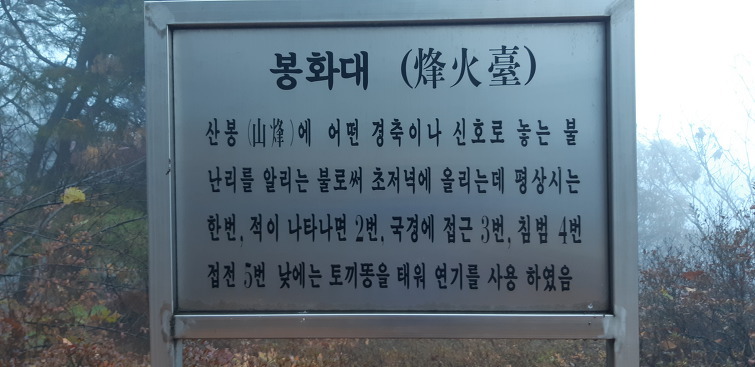 봉화대 (烽火臺)
산봉(山烽)에 어떤 경축이나 신호로 놓는 불
난리를 알리는 불로써 초저녁에 올리는데 평상시는
한번, 적이 나타나면 2번, 국경에 접근 3번, 침범 4번
접전 5번 낮에는 토끼똥을 태워 연기를 사용 하였음